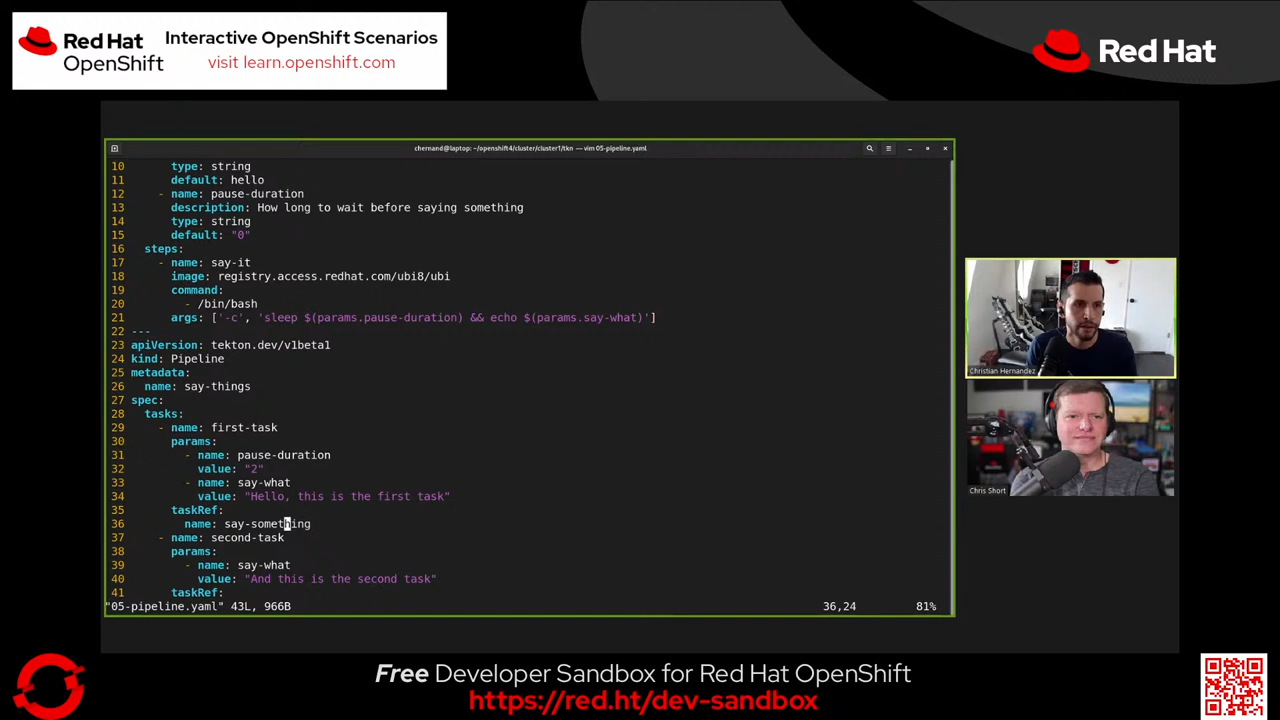 Red Hat
OpenShift
Interactive OpenShift Scenarios
visit learn.openshift.com
Red Hat
chernand@laptop: ~/openshift4/cluster/cluster1/tkn — vim 05-pipeline.yaml
10 type: string
11 default: hello
12 - name: pause-duration
13 description: How long to wait before saying something
14 type: string
15 default: "0"
16 steps:
17 - name: say-it
18 image: registry.access.redhat.com/ubi8/ubi
19 command:
20 - /bin/bash
21 args: ['-c', 'sleep $(params.pause-duration) && echo $(params.say-what)']
22 ---
23 apiVersion: tekton.dev/v1beta1
24 kind: Pipeline
25 metadata:
26 name: say-things
27 spec:
28 tasks:
29 - name: first-task
30 params:
31 - name: pause-duration
32 value: "2"
33 - name: say-what
34 value: "Hello, this is the first task"
35 taskRef:
36 name: say-something
37 - name: second-task
38 params:
39 - name: say-what
40 value: "And this is the second task"
41 taskRef:
"05-pipeline.yaml" 43L, 966B 36,24 81%
Christian Hernandez
Chris Short
Free Developer Sandbox for Red Hat OpenShift
https://red.ht/dev-sandbox